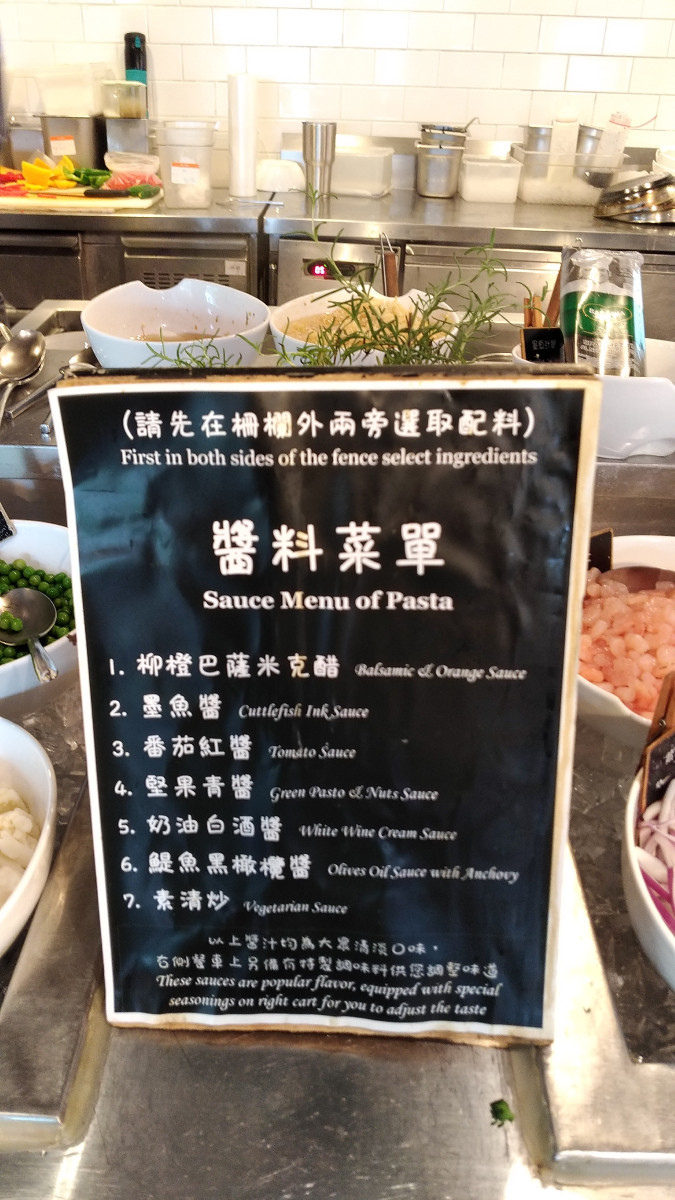 (請先在柵欄外兩旁選取配料)
First in both sides of the fence select ingredients
醬料菜單
Sauce Menu of Pasta
1. 柳橙巴薩米克醋 Balsamic & Orange Sauce
2. 墨魚醬 Cuttlefish Ink Sauce
3. 番茄紅醬 Tomato Sauce
4. 堅果青醬 Green Pasto & Nuts Sauce
5. 奶油白酒醬 White Wine Cream Sauce
6. 鯷魚黑橄欖醬 Olives Oil Sauce with Anchovy
7. 素清炒 Vegetarian Sauce
以上醬汁均為大眾清淡口味，
右側餐車上另備有特製調味料供您調整味道
These sauces are popular flavor, equipped with special
seasonings on right cart for you to adjust the taste